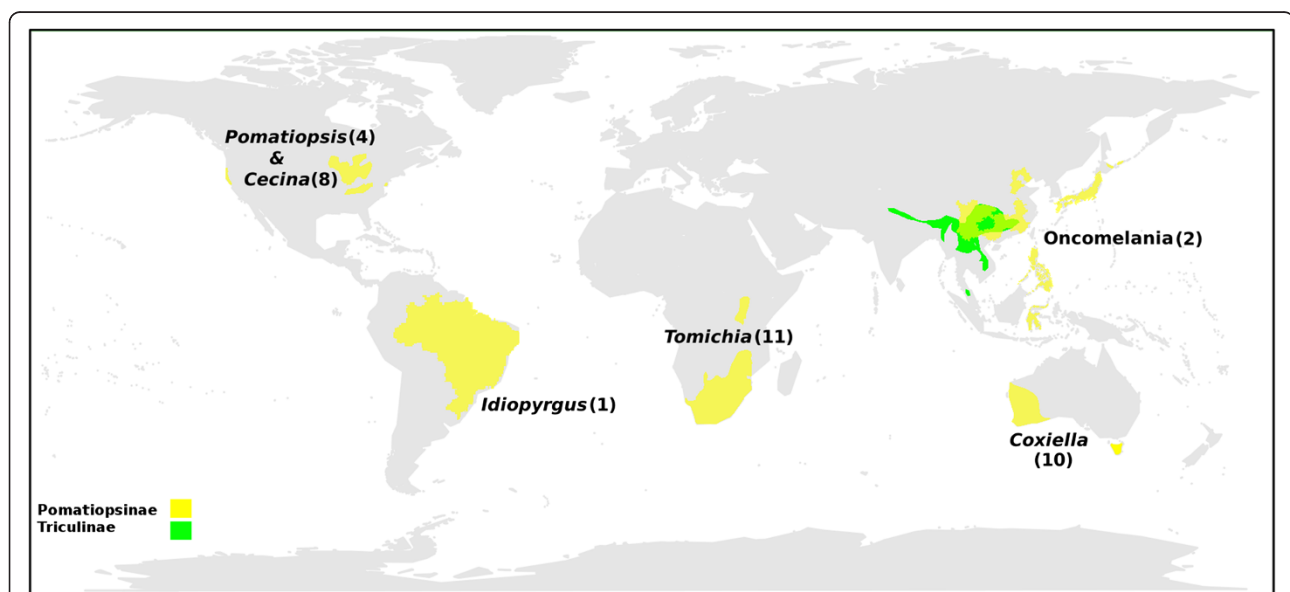 Pomatiopsis(4)
&
Cecina(8)
Oncomelania(2)
Tomichia(11)
Idiopyrgus(1)
Coxiella
(10)
Pomatiopsinae
Triculinae